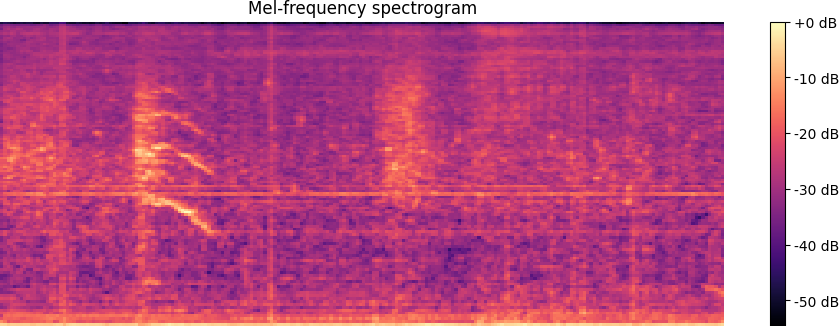 Mel-frequency spectrogram
+0 dB
-10 dB
-20 dB
-30 dB
-40 dB
-50 dB